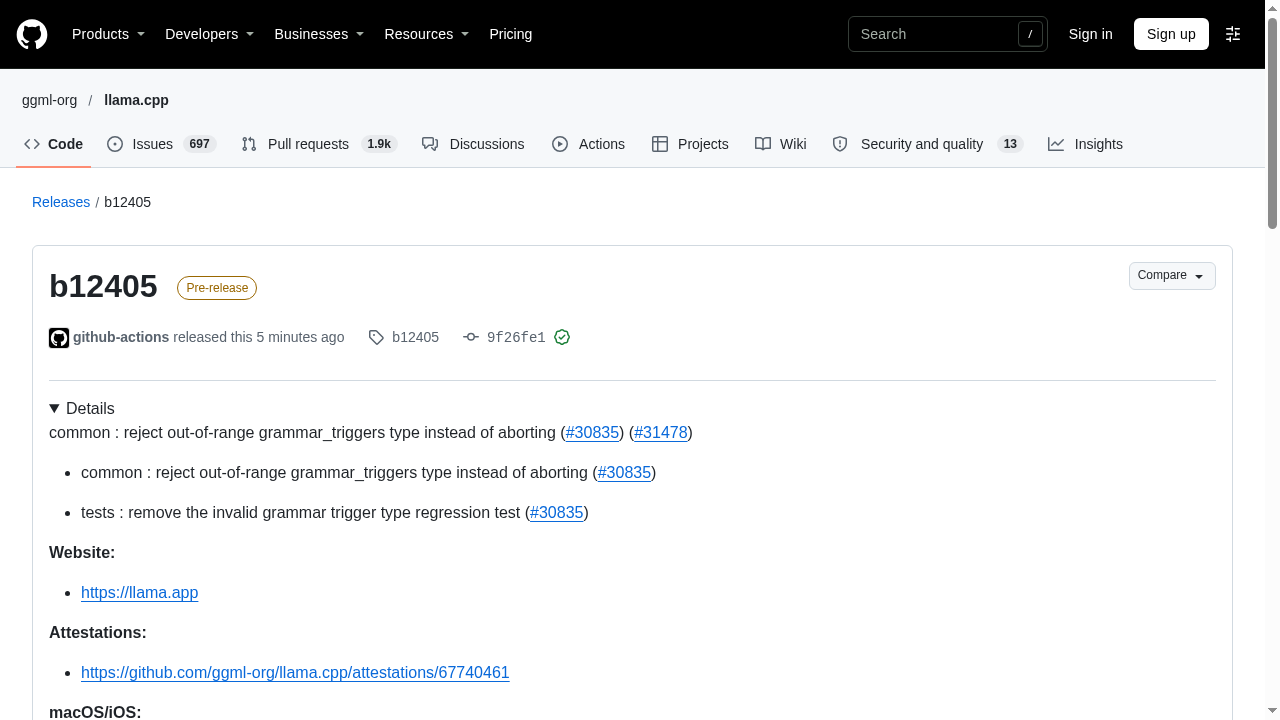 Products Developers Businesses Resources Pricing Search / Sign in Sign up
ggml-org / llama.cpp
Code Issues 697 Pull requests 1.9k Discussions Actions Projects Wiki Security and quality 13 Insights
Releases / b12405
b12405 Pre-release Compare
github-actions released this 5 minutes ago b12405 9f26fe1
Details
common : reject out-of-range grammar_triggers type instead of aborting (#30835) (#31478)
common : reject out-of-range grammar_triggers type instead of aborting (#30835)
tests : remove the invalid grammar trigger type regression test (#30835)
Website:
https://llama.app
Attestations:
https://github.com/ggml-org/llama.cpp/attestations/67740461
macOS/iOS: